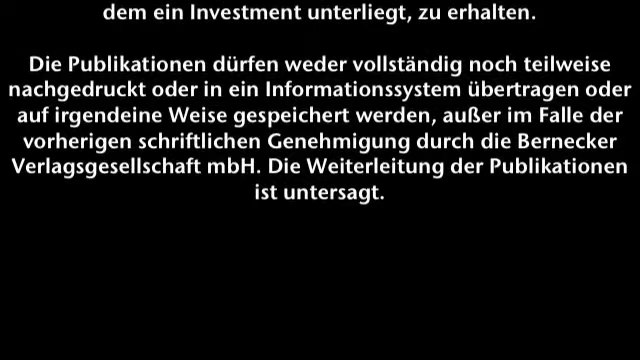 dem ein Investment unterliegt, zu erhalten.
Die Publikationen dürfen weder vollständig noch teilweise
nachgedruckt oder in ein Informationssystem übertragen oder
auf irgendeine Weise gespeichert werden, außer im Falle der
vorherigen schriftlichen Genehmigung durch die Bernecker
Verlagsgesellschaft mbH. Die Weiterleitung der Publikationen
ist untersagt.